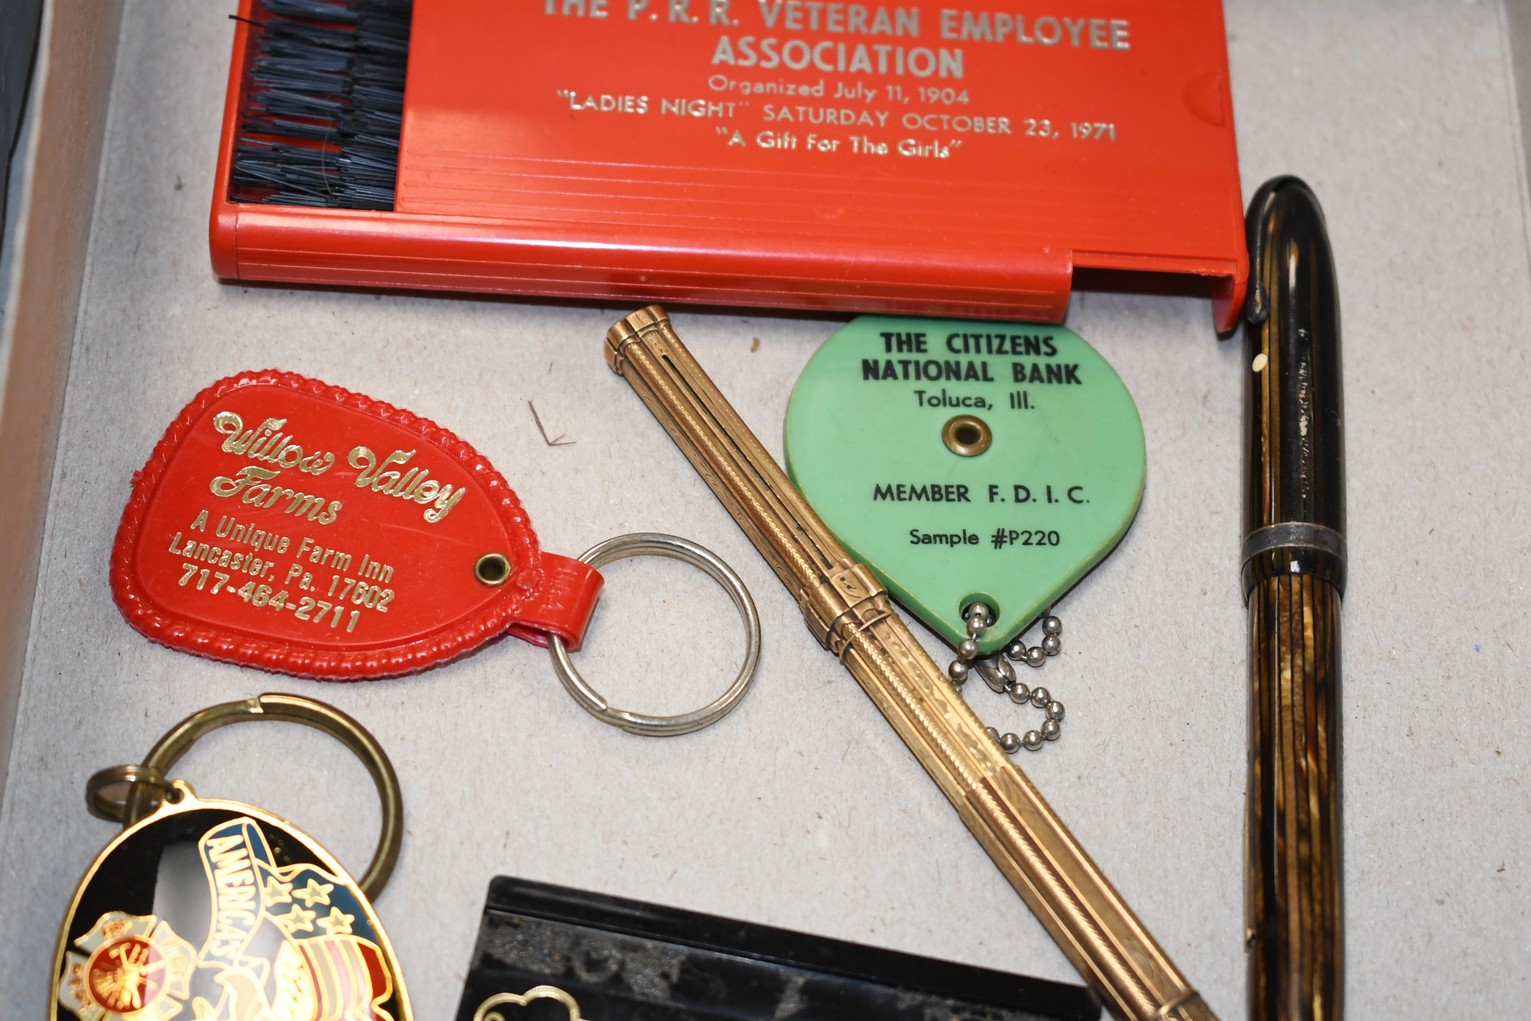 THE P.R.R. VETERAN EMPLOYEE
ASSOCIATION
Organized July 11, 1904
"LADIES NIGHT" SATURDAY OCTOBER 23, 1971
"A Gift For The Girls"
THE CITIZENS
NATIONAL BANK
Toluca, Ill.
MEMBER F. D. I. C.
Sample #P220
Willow Valley
Farms
A Unique Farm Inn
Lancaster, Pa. 17602
717-464-2711
AMERICAS